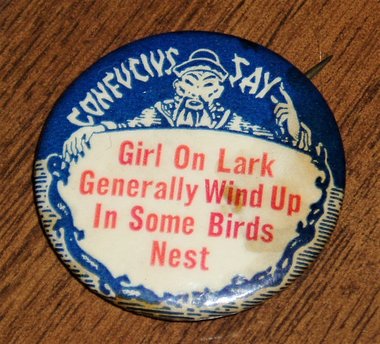 CONFUCIUS SAY-
Girl On Lark
Generally Wind Up
In Some Birds
Nest